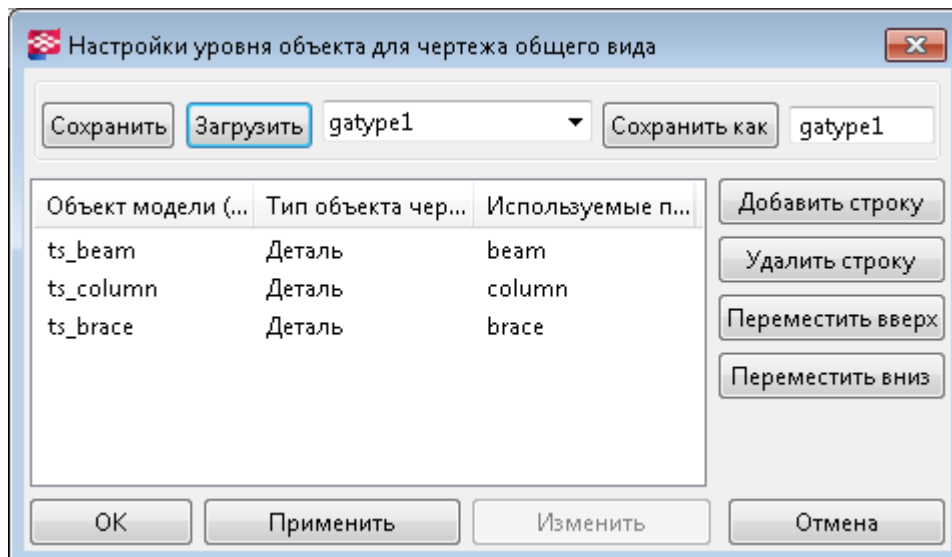 Настройки уровня объекта для чертежа общего вида
Сохранить Загрузить gatype1 Сохранить как gatype1
Объект модели (... Тип объекта чер... Используемые п... Добавить строку
ts_beam Деталь beam Удалить строку
ts_column Деталь column
ts_brace Деталь brace Переместить вверх
Переместить вниз
OK Применить Изменить Отмена